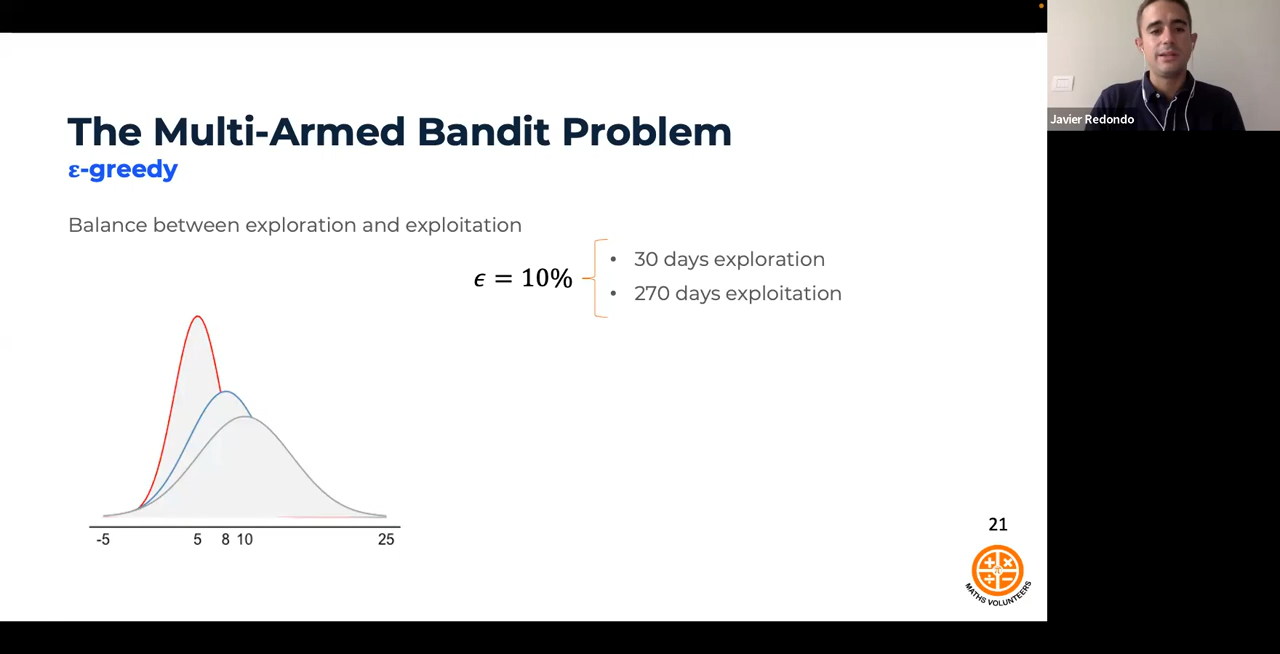 The Multi-Armed Bandit Problem
ε-greedy
Balance between exploration and exploitation
ϵ = 10%
• 30 days exploration
• 270 days exploitation
-5 5 8 10 25
21
MATHS VOLUNTEERS
Javier Redondo